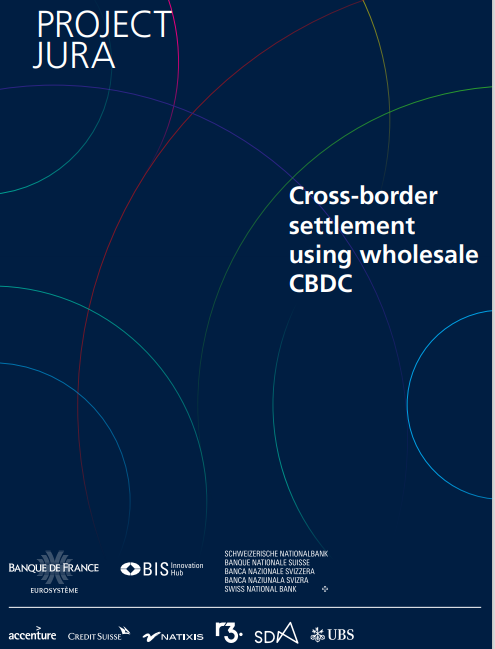 PROJECT
JURA
Cross-border
settlement
using wholesale
CBDC
BANQUE DE FRANCE
EUROSYSTÈME
BIS Innovation
Hub
SCHWEIZERISCHE NATIONALBANK
BANQUE NATIONALE SUISSE
BANCA NAZIONALE SVIZZERA
BANCA NAZIUNALA SVIZRA
SWISS NATIONAL BANK
accenture
CREDIT SUISSE
NATIXIS
r3.
SDX
UBS